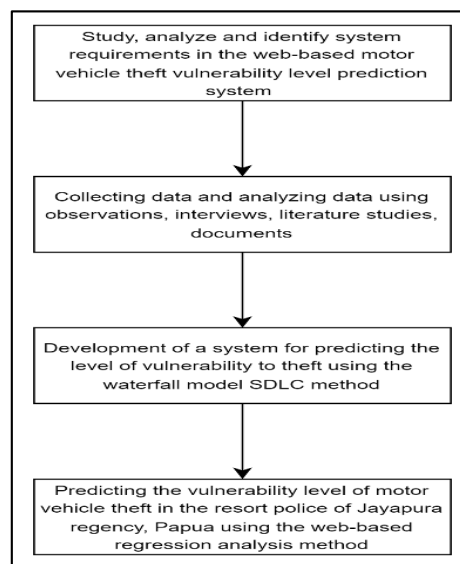 Study, analyze and identify system
requirements in the web-based motor
vehicle theft vulnerability level prediction
system
Collecting data and analyzing data using
observations, interviews, literature studies,
documents
Development of a system for predicting the
level of vulnerability to theft using the
waterfall model SDLC method
Predicting the vulnerability level of motor
vehicle theft in the resort police of Jayapura
regency, Papua using the web-based
regression analysis method